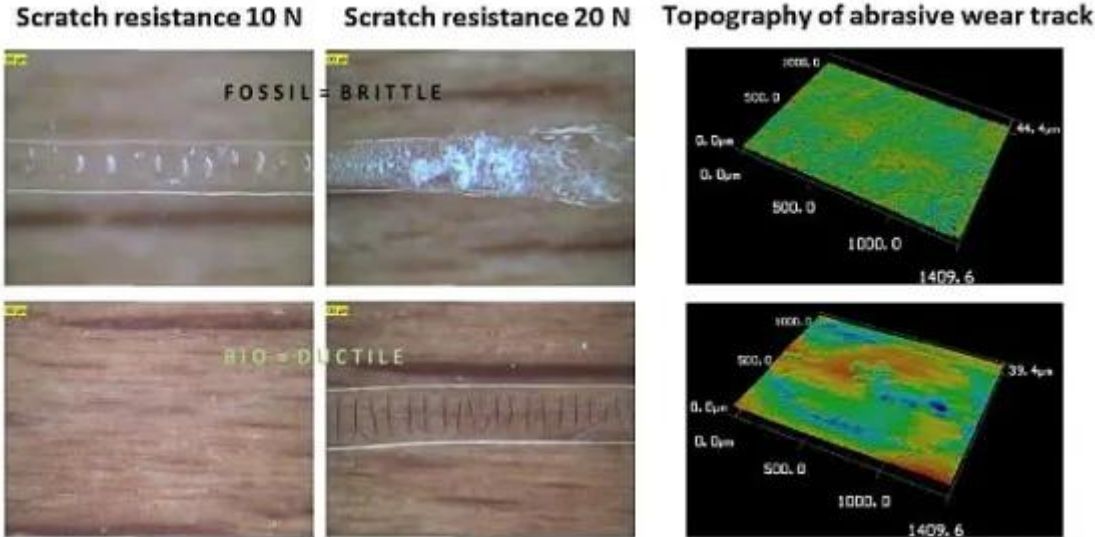 Scratch resistance 10 N
Scratch resistance 20 N
Topography of abrasive wear track
FOSSIL = BRITTLE
1000.0
500.0
0.0µm
0.0µm
500.0
1000.0
1409.6
44.4µm
BIO = DUCTILE
1000.0
500.0
0.0µm
0.0µm
500.0
1000.0
1409.6
39.4µm